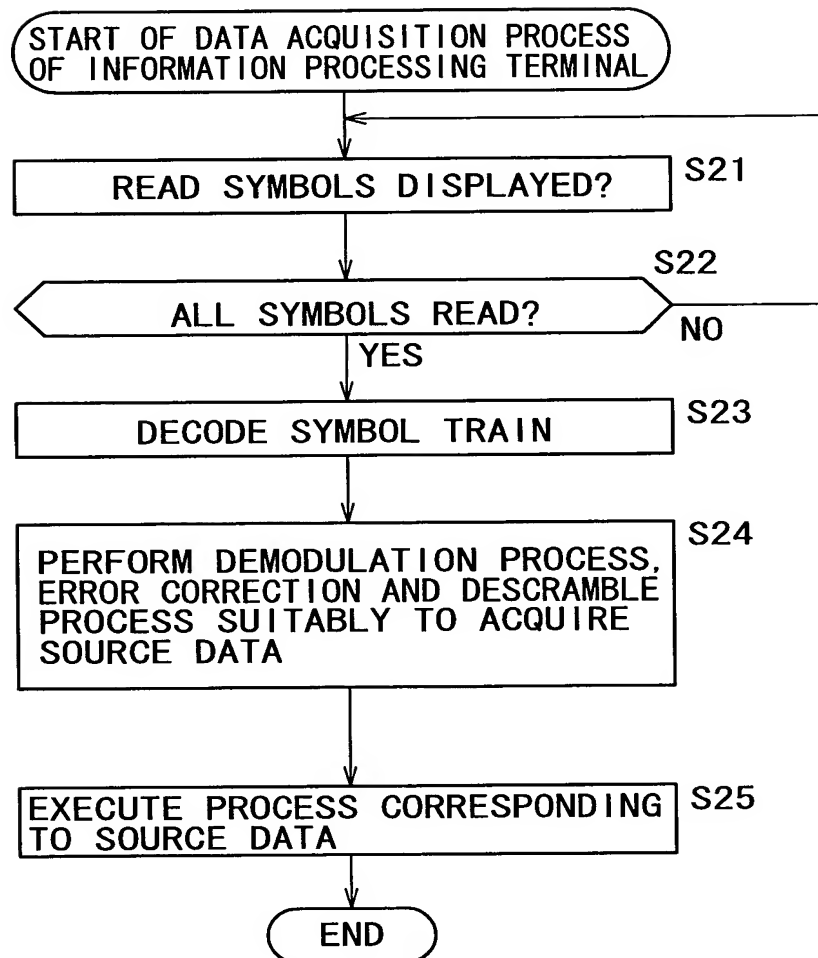 START OF DATA ACQUISITION PROCESS
OF INFORMATION PROCESSING TERMINAL
READ SYMBOLS DISPLAYED?
S21
S22
ALL SYMBOLS READ?
NO
YES
DECODE SYMBOL TRAIN
S23
S24
PERFORM DEMODULATION PROCESS,
ERROR CORRECTION AND DESCRAMBLE
PROCESS SUITABLY TO ACQUIRE
SOURCE DATA
EXECUTE PROCESS CORRESPONDING
TO SOURCE DATA
S25
END